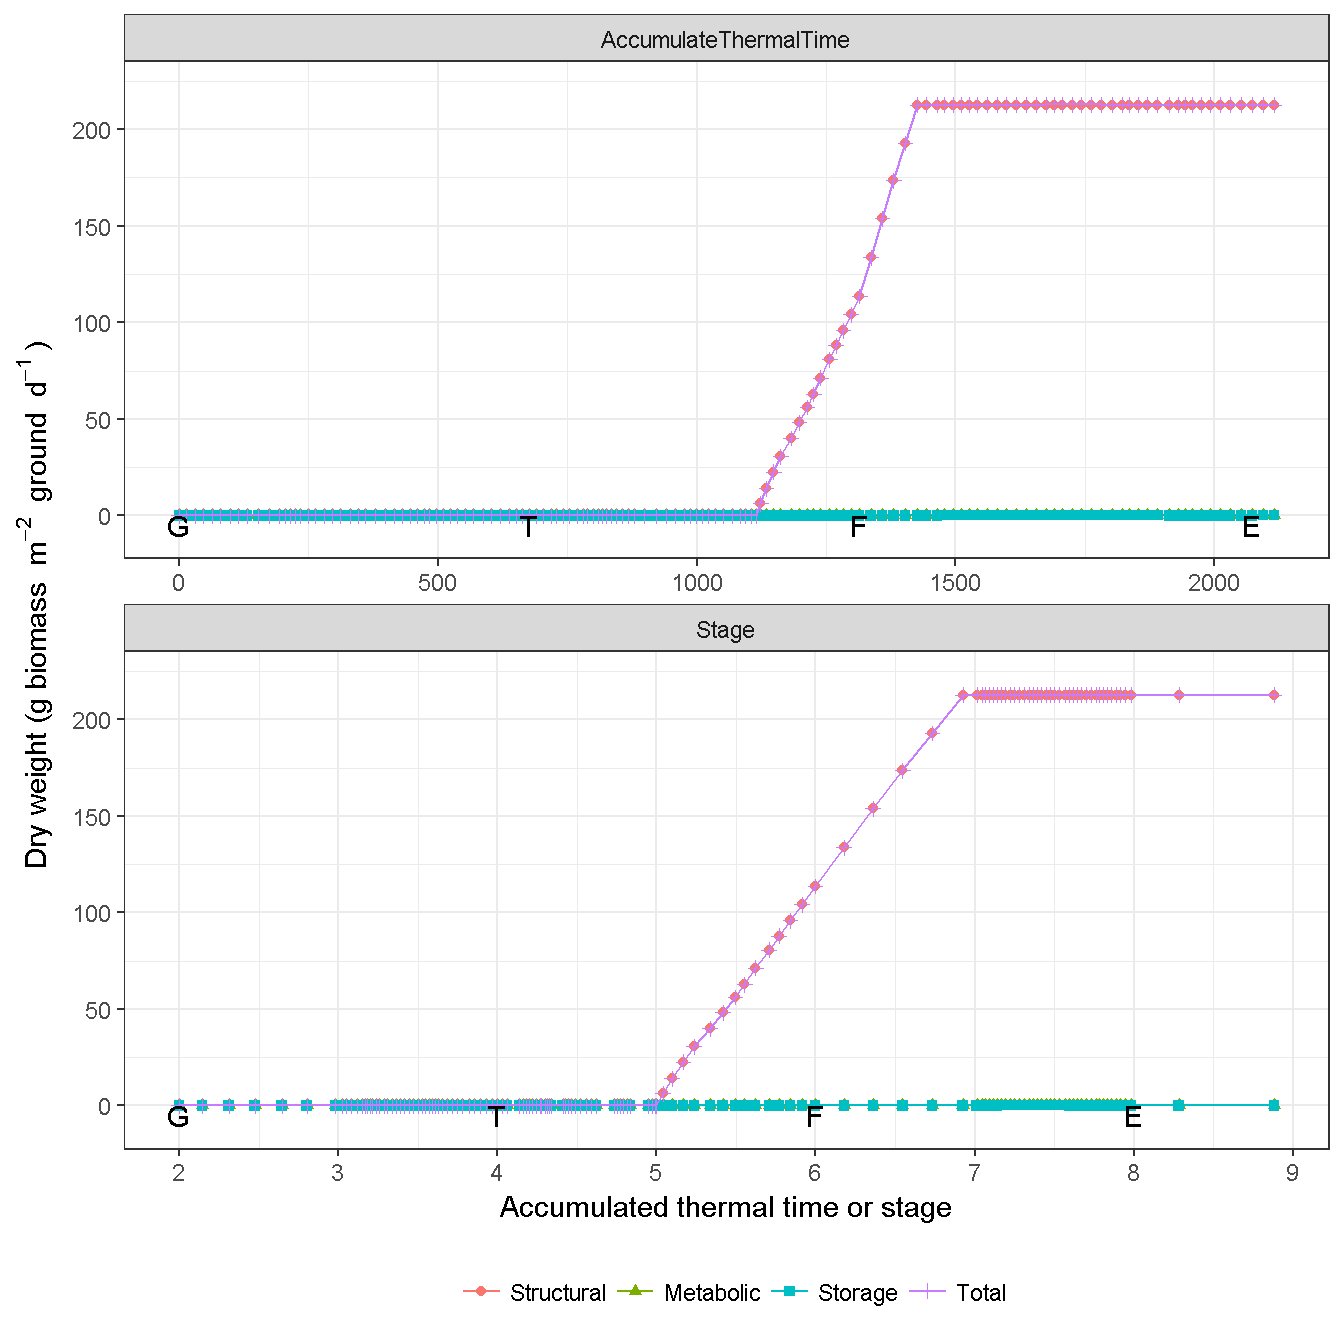 AccumulateThermalTime
200
150
100
50
0
G T F E
0 500 1000 1500 2000
Dry weight (g biomass m⁻² ground d⁻¹)
Stage
200
150
100
50
0
G T F E
2 3 4 5 6 7 8 9
Accumulated thermal time or stage
Structural Metabolic Storage Total